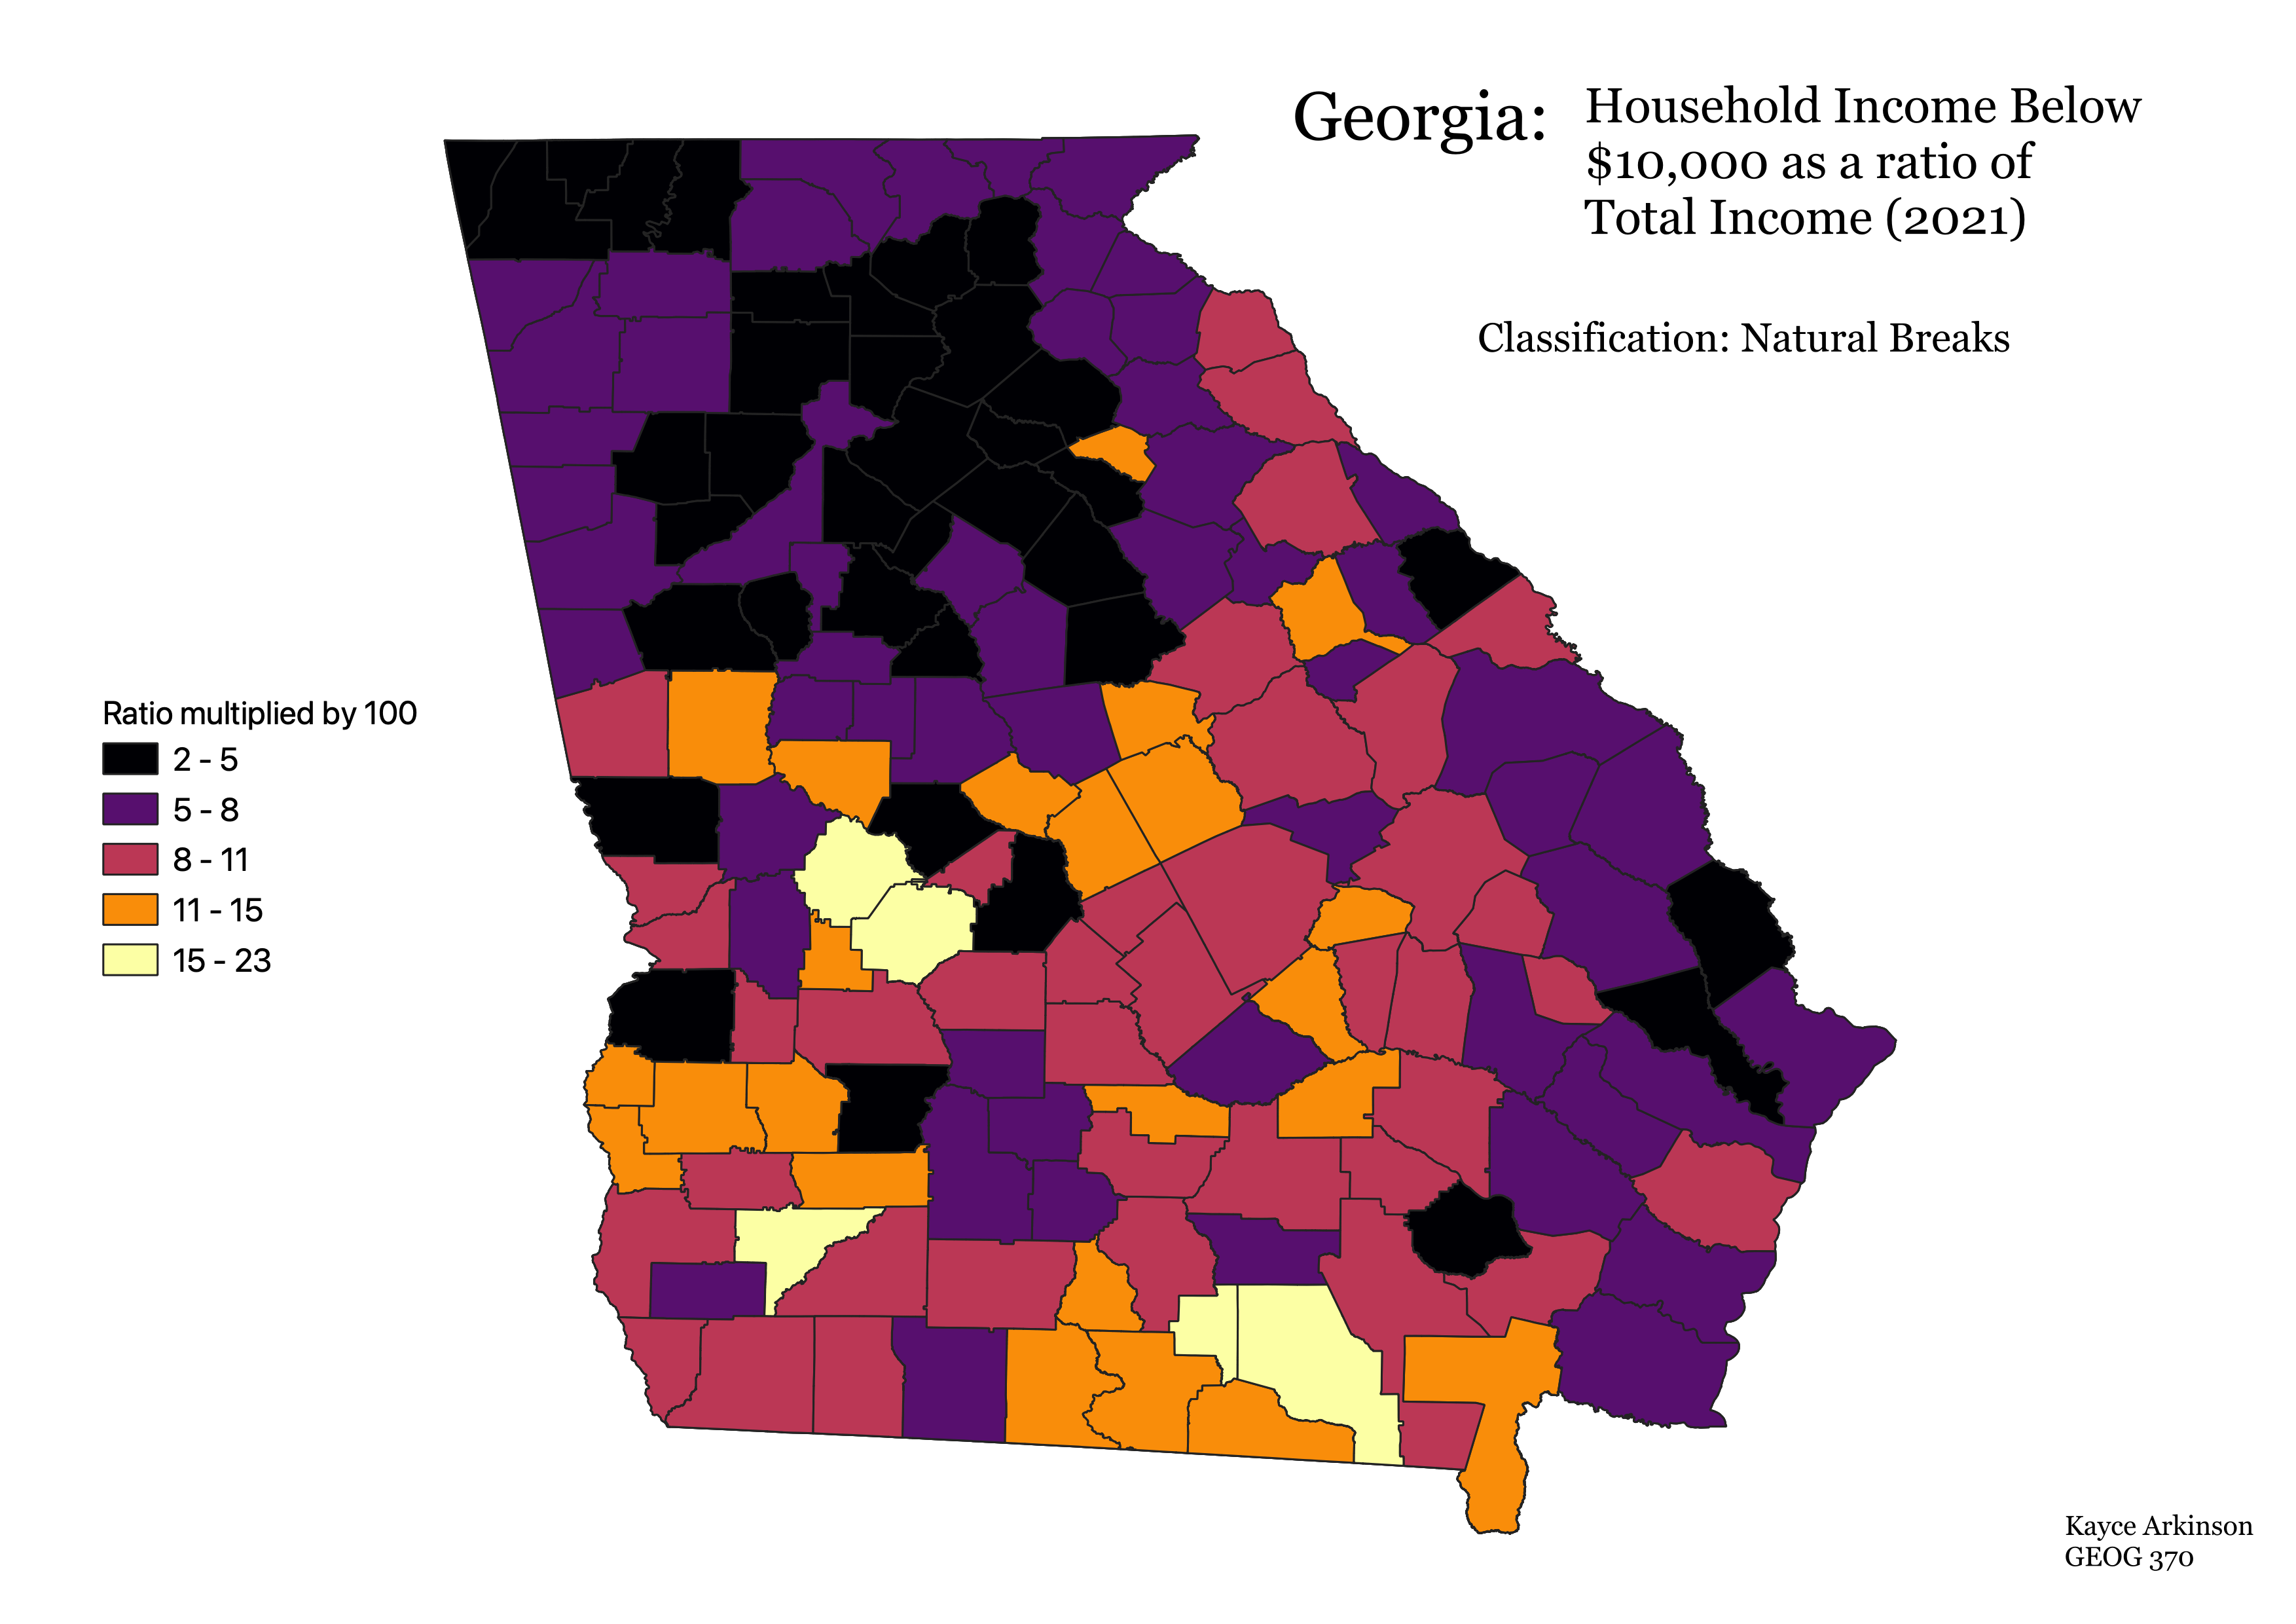 Georgia:
Household Income Below
$10,000 as a ratio of
Total Income (2021)
Classification: Natural Breaks
Ratio multiplied by 100
2 - 5
5 - 8
8 - 11
11 - 15
15 - 23
Kayce Arkinson
GEOG 370